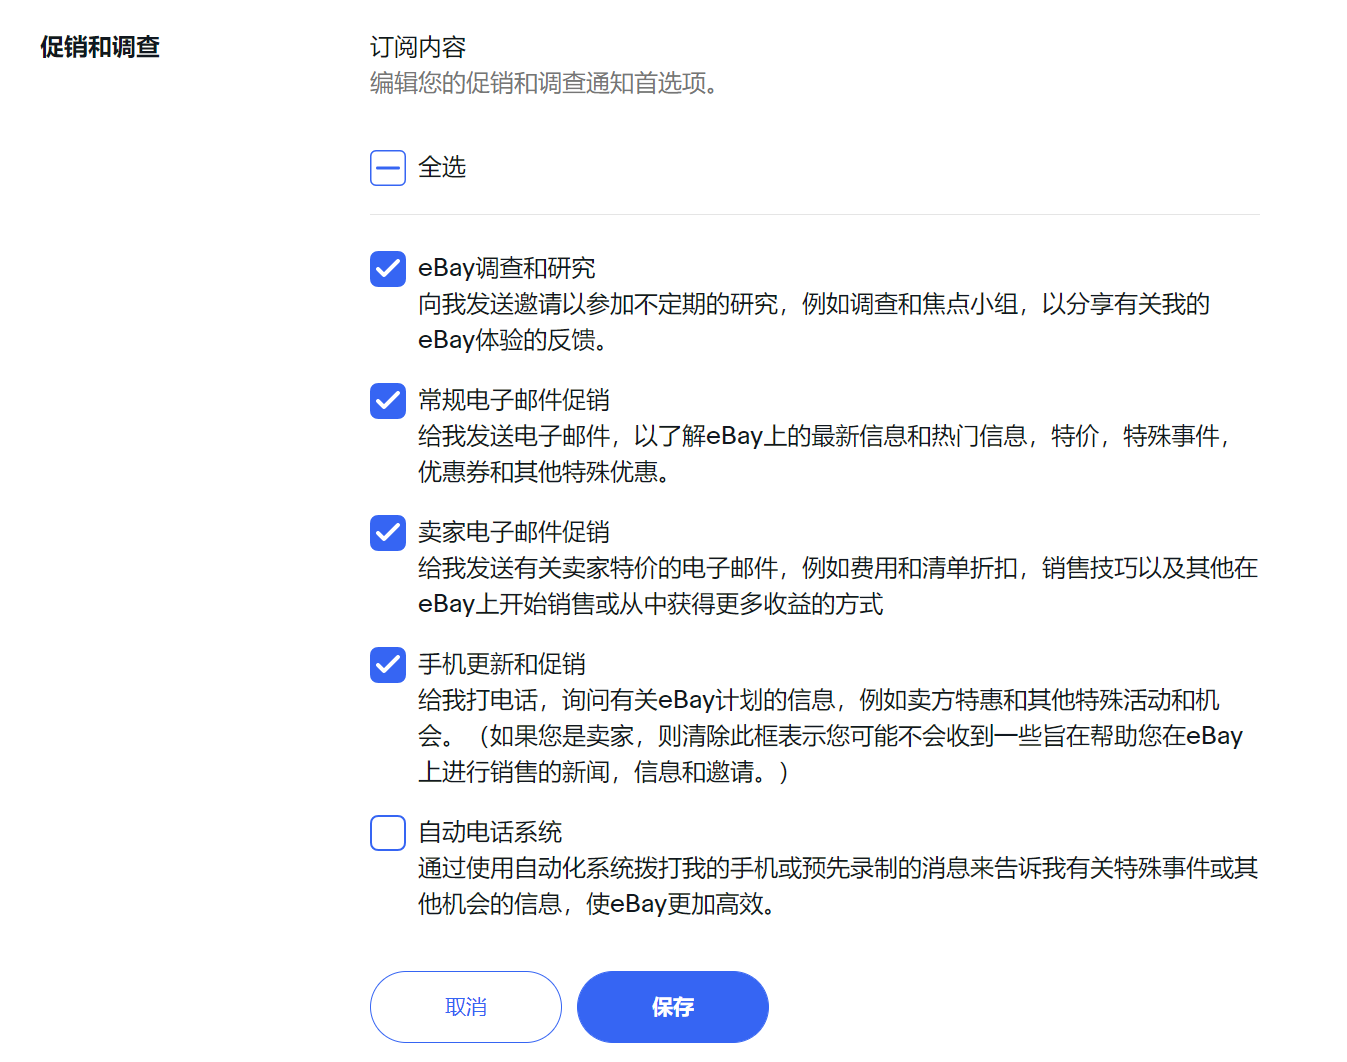 促销和调查
订阅内容
编辑您的促销和调查通知首选项。
全选
eBay调查和研究
向我发送邀请以参加不定期的研究，例如调查和焦点小组，以分享有关我的
eBay体验的反馈。
常规电子邮件促销
给我发送电子邮件，以了解eBay上的最新信息和热门信息，特价，特殊事件，
优惠券和其他特殊优惠。
卖家电子邮件促销
给我发送有关卖家特价的电子邮件，例如费用和清单折扣，销售技巧以及其他在
eBay上开始销售或从中获得更多收益的方式
手机更新和促销
给我打电话，询问有关eBay计划的信息，例如卖方特惠和其他特殊活动和机
会。（如果您是卖家，则清除此框表示您可能不会收到一些旨在帮助您在eBay
上进行销售的新闻，信息和邀请。）
自动电话系统
通过使用自动化系统拨打我的手机或预先录制的消息来告诉我有关特殊事件或其
他机会的信息，使eBay更加高效。
取消
保存